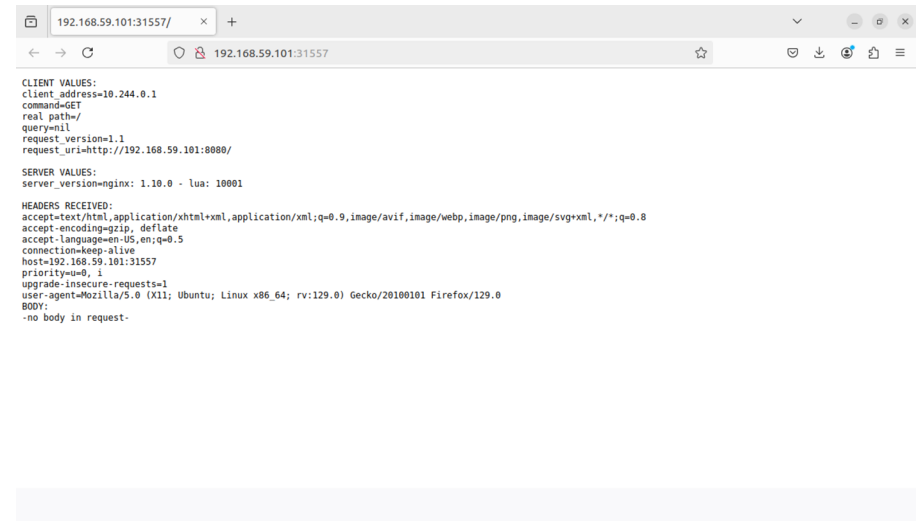 192.168.59.101:31557/
192.168.59.101:31557
CLIENT VALUES:
client_address=10.244.0.1
command=GET
real path=/
query=nil
request_version=1.1
request_uri=http://192.168.59.101:8080/
SERVER VALUES:
server_version=nginx: 1.10.0 - lua: 10001
HEADERS RECEIVED:
accept=text/html,application/xhtml+xml,application/xml;q=0.9,image/avif,image/webp,image/png,image/svg+xml,*/*;q=0.8
accept-encoding=gzip, deflate
accept-language=en-US,en;q=0.5
connection=keep-alive
host=192.168.59.101:31557
priority=u=0, i
upgrade-insecure-requests=1
user-agent=Mozilla/5.0 (X11; Ubuntu; Linux x86_64; rv:129.0) Gecko/20100101 Firefox/129.0
BODY:
-no body in request-